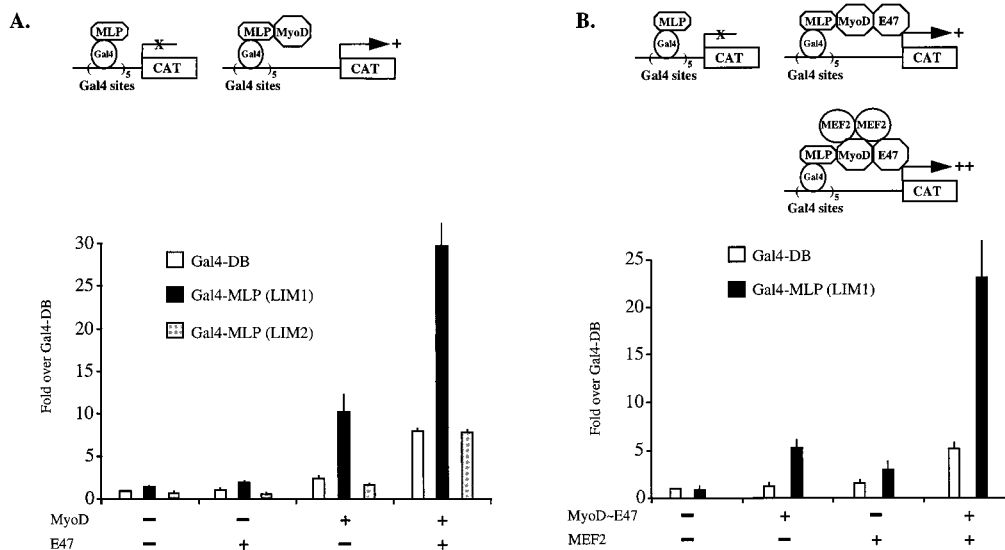 A.
MLP
Gal4
X
CAT
( )5
Gal4 sites
MLP MyoD
Gal4
+
CAT
( )5
Gal4 sites
30
25
20
15
10
5
0
Fold over Gal4-DB
Gal4-DB
Gal4-MLP (LIM1)
Gal4-MLP (LIM2)
MyoD − − + +
E47 − + − +
B.
MLP
Gal4
X
CAT
( )5
Gal4 sites
MLP MyoD E47
Gal4
+
CAT
( )5
Gal4 sites
MEF2 MEF2
MLP MyoD E47
Gal4
++
CAT
( )5
Gal4 sites
25
20
15
10
5
0
Fold over Gal4-DB
Gal4-DB
Gal4-MLP (LIM1)
MyoD~E47 − + − +
MEF2 − − + +